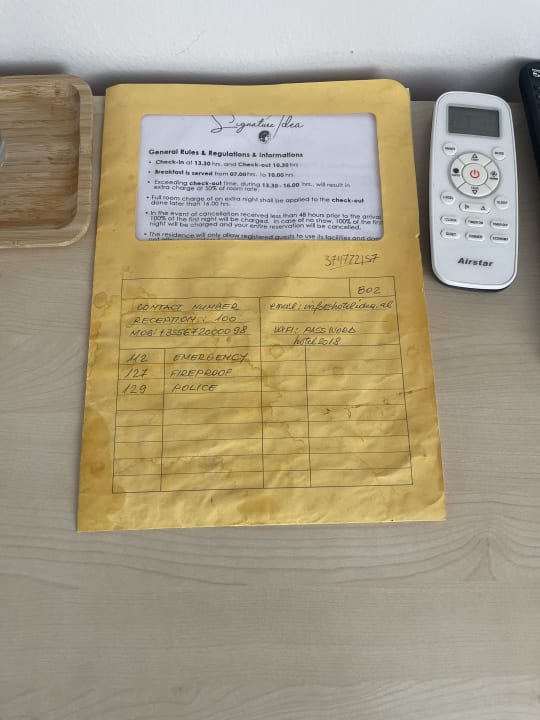 Signature Idea
General Rules & Regulations & Informations
• Check-In at 13.30 hrs. and Check-out 10.30 hrs
• Breakfast is served from 07.00hrs. to 10.00 hrs.
• Exceeding check-out time, during 13.30 - 16.00 hrs., will result in
extra charge at 50% of room rate.
• Full room charge of an extra night shall be applied to the check-out
done later than 16.00 hrs.
• In the event of cancellation received less than 48 hours prior to the arrival
100% of the first night will be charged. In case of no show, 100% of the first
night will be charged and your entire reservation will be cancelled.
• The residence will only allow registered guests to use its facilities and
B02
CONTACT NUMBER
RECEPTION: 100
MOB: +355672000098
email: info@hotelidea.al
WIFI: PASSWORD
hotel2018
112 EMERGENCY
127 FIREPROOF
129 POLICE
Airstar